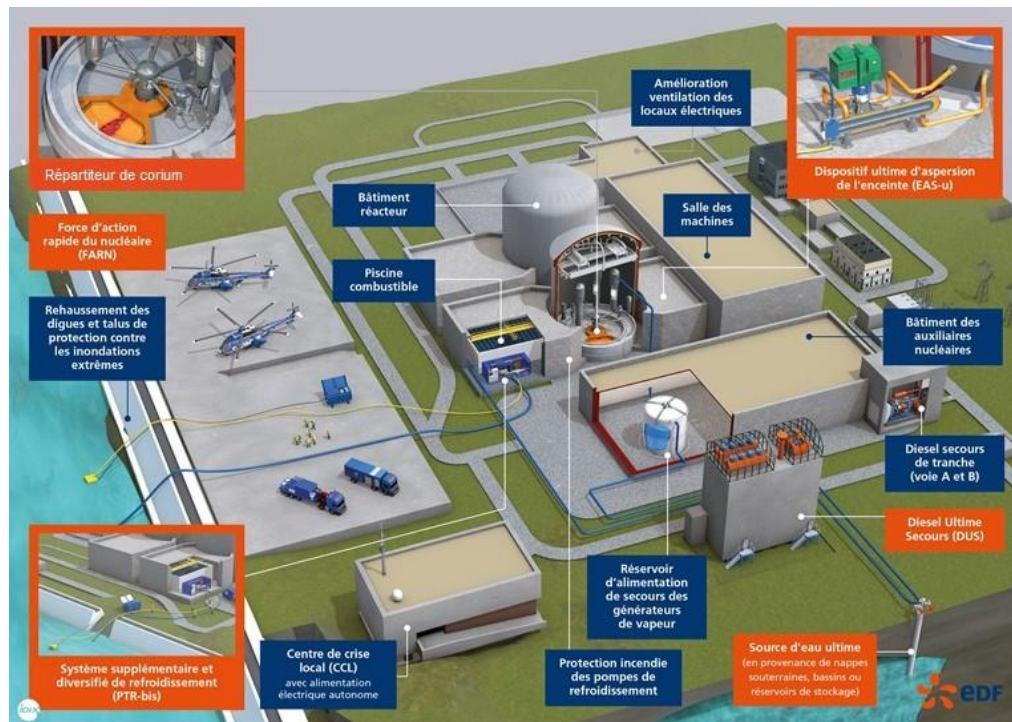 Répartiteur de corium
Force d'action
rapide du nucléaire
(FARN)
Rehaussement des
digues et talus de
protection contre
les inondations
extrêmes
Système supplémentaire et
diversifié de refroidissement
(PTR-bis)
Bâtiment
réacteur
Piscine
combustible
Amélioration
ventilation des
locaux électriques
Salle des
machines
Dispositif ultime d'aspersion
de l'enceinte (EAS-u)
Bâtiment des
auxiliaires
nucléaires
Diesel secours
de tranche
(voie A et B)
Diesel Ultime
Secours (DUS)
Réservoir
d'alimentation
de secours des
générateurs
de vapeur
Centre de crise
local (CCL)
avec alimentation
électrique autonome
Protection incendie
des pompes de
refroidissement
Source d'eau ultime
(en provenance de nappes
souterraines, bassins ou
réservoirs de stockage)
edf